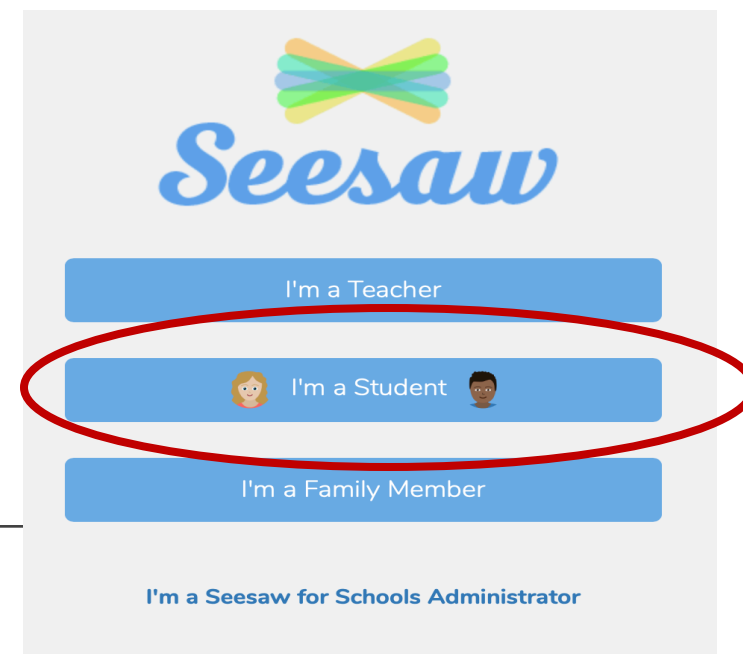 Seesaw
I'm a Teacher
I'm a Student
I'm a Family Member
I'm a Seesaw for Schools Administrator